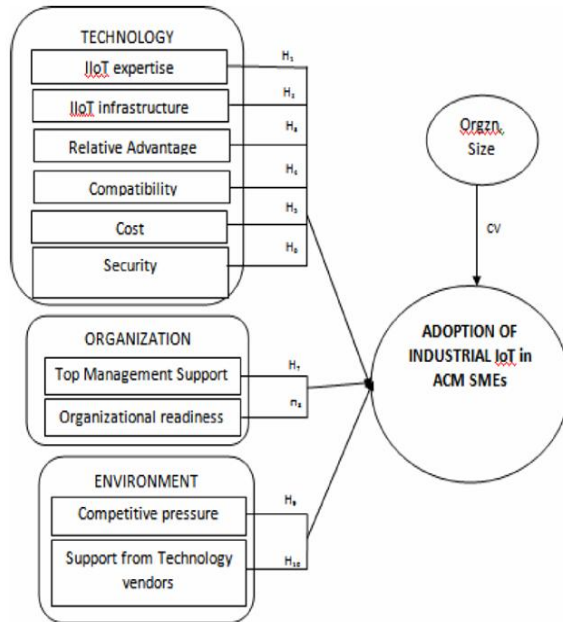 TECHNOLOGY
IIoT expertise
H₁
IIoT infrastructure
H₂
Relative Advantage
H₃
Compatibility
H₄
Cost
H₅
Security
H₆
ORGANIZATION
Top Management Support
H₇
Organizational readiness
H₈
ENVIRONMENT
Competitive pressure
H₉
Support from Technology
vendors
H₁₀
Orgzn.
Size
CV
ADOPTION OF
INDUSTRIAL IoT in
ACM SMEs